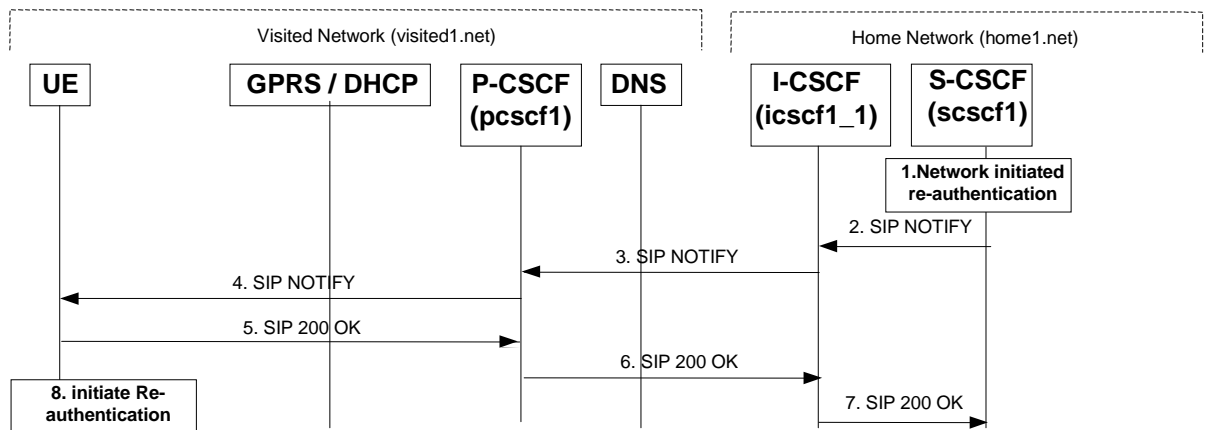 Visited Network (visited1.net)
Home Network (home1.net)
UE
GPRS / DHCP
P-CSCF
(pcscf1)
DNS
I-CSCF
(icscf1_1)
S-CSCF
(scscf1)
1.Network initiated
re-authentication
2. SIP NOTIFY
3. SIP NOTIFY
4. SIP NOTIFY
5. SIP 200 OK
6. SIP 200 OK
8. initiate Re-
authentication
7. SIP 200 OK